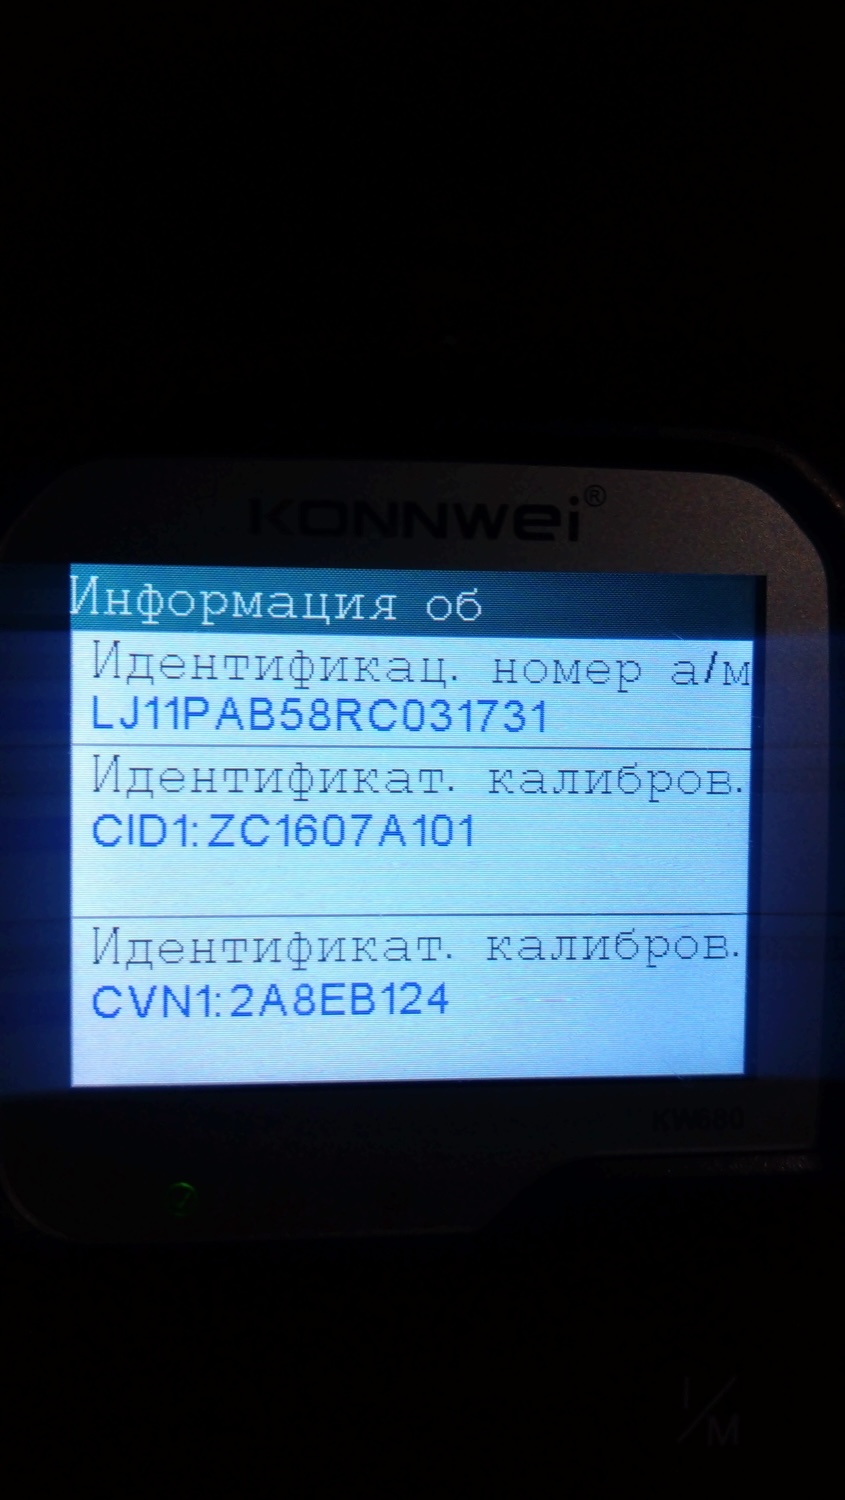 KONNWEI®
Информация об
Идентификац. номер а/м
LJ11PAB58RC031731
Идентификат. калибров.
CID1:ZC1607A101
Идентификат. калибров.
CVN1:2A8EB124
KW680
I/M